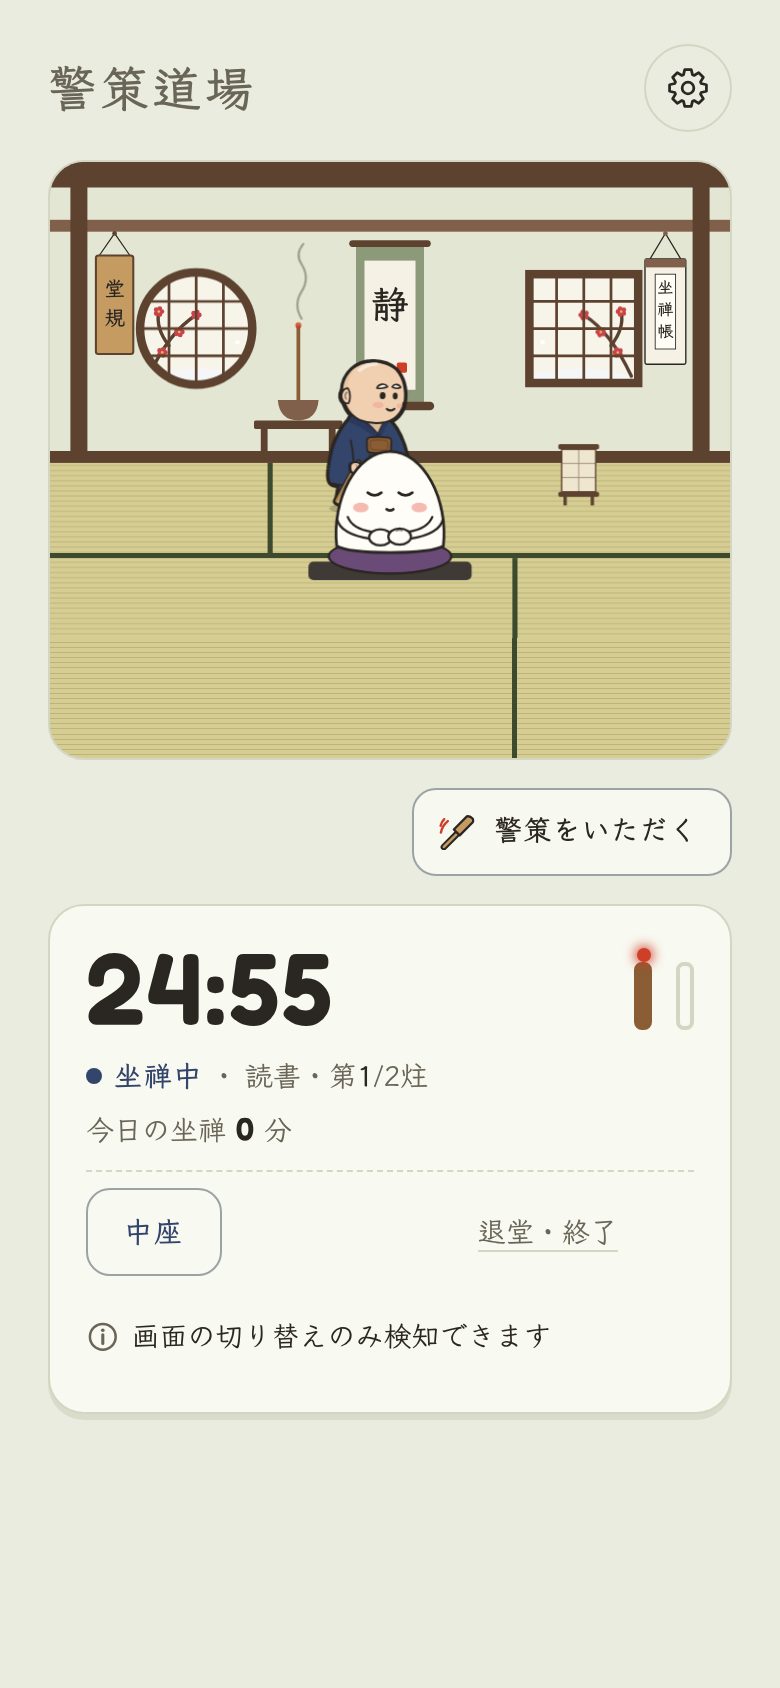 警策道場
堂規
静
坐禅帳
警策をいただく
24:55
坐禅中 ・ 読書・第1/2炷
今日の坐禅 0 分
中座
退堂・終了
画面の切り替えのみ検知できます